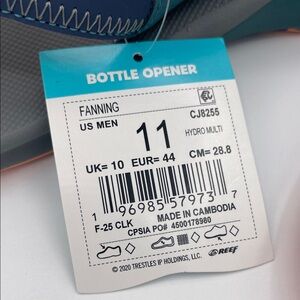 BOTTLE OPENER
FANNING
CJ8255
US MEN
11
HYDRO MULTI
UK= 10 EUR= 44 CM= 28.8
1 96985 57973 7
F-25 CLK
MADE IN CAMBODIA
CPSIA PO# 4500178980
© 2020 TRESTLES IP HOLDINGS, LLC.
REEF